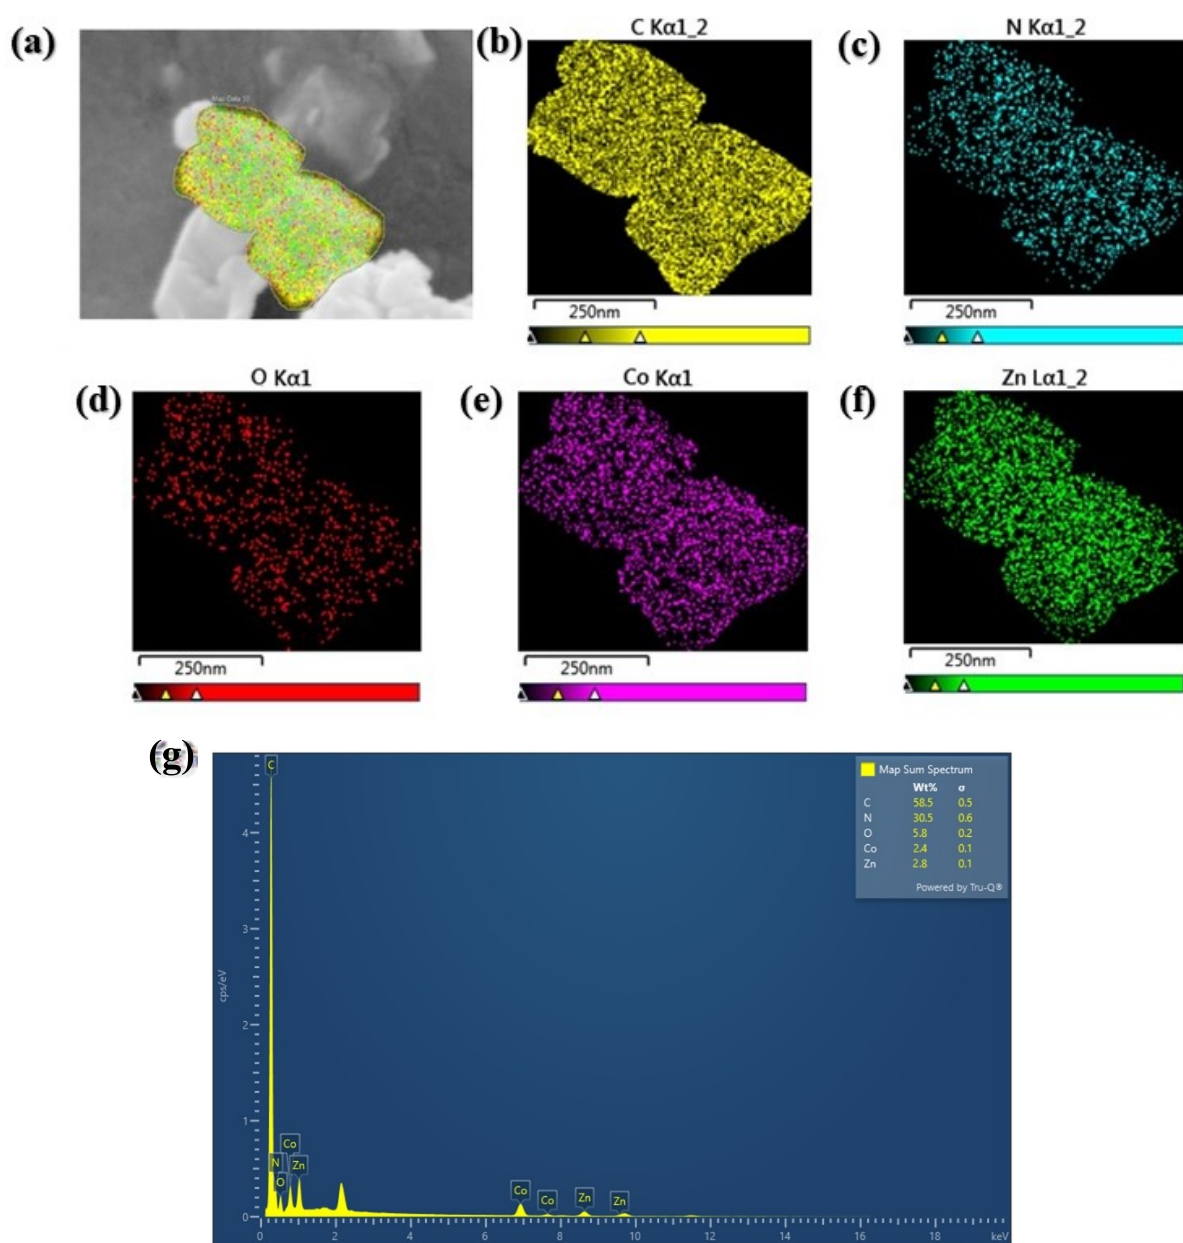 (a)
Map Data 10
(b)
C Kα1_2
250nm
(c)
N Kα1_2
250nm
(d)
O Kα1
250nm
(e)
Co Kα1
250nm
(f)
Zn Lα1_2
250nm
(g)
C
N
O
Co
Zn
Co
Co
Zn
Zn
cps/eV
4
3
2
1
0
0 2 4 6 8 10 12 14 16 18 keV
Map Sum Spectrum
Wt% σ
C 58.5 0.5
N 30.5 0.6
O 5.8 0.2
Co 2.4 0.1
Zn 2.8 0.1
Powered by Tru-Q®